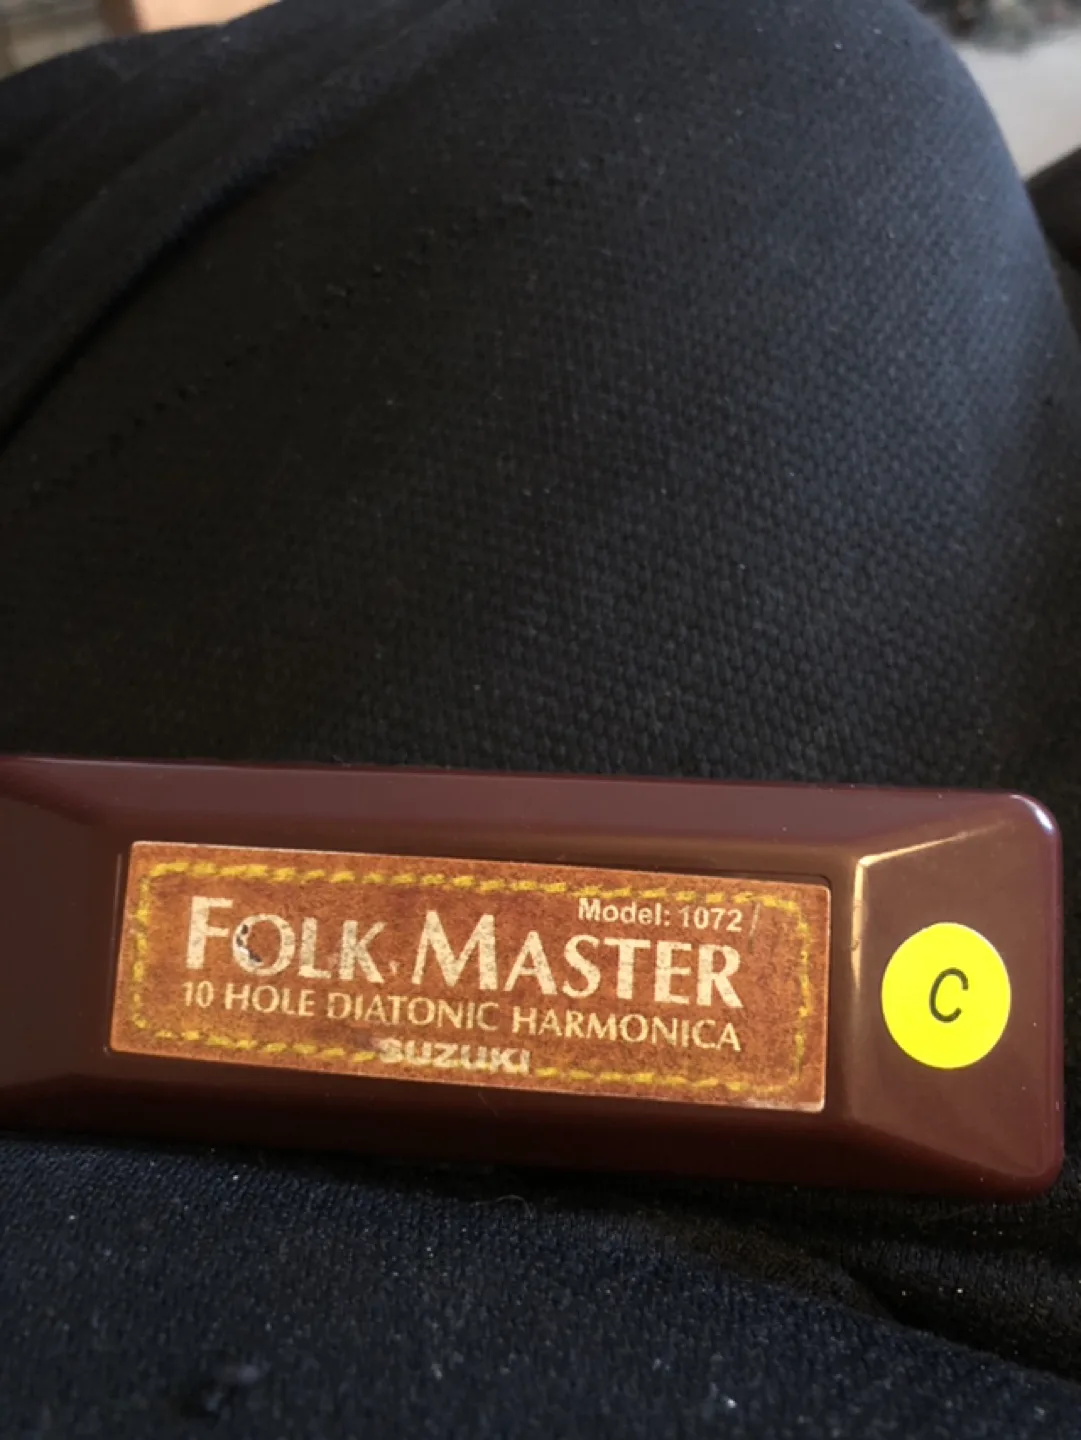 Model: 1072
FOLK MASTER
10 HOLE DIATONIC HARMONICA
SUZUKI
C